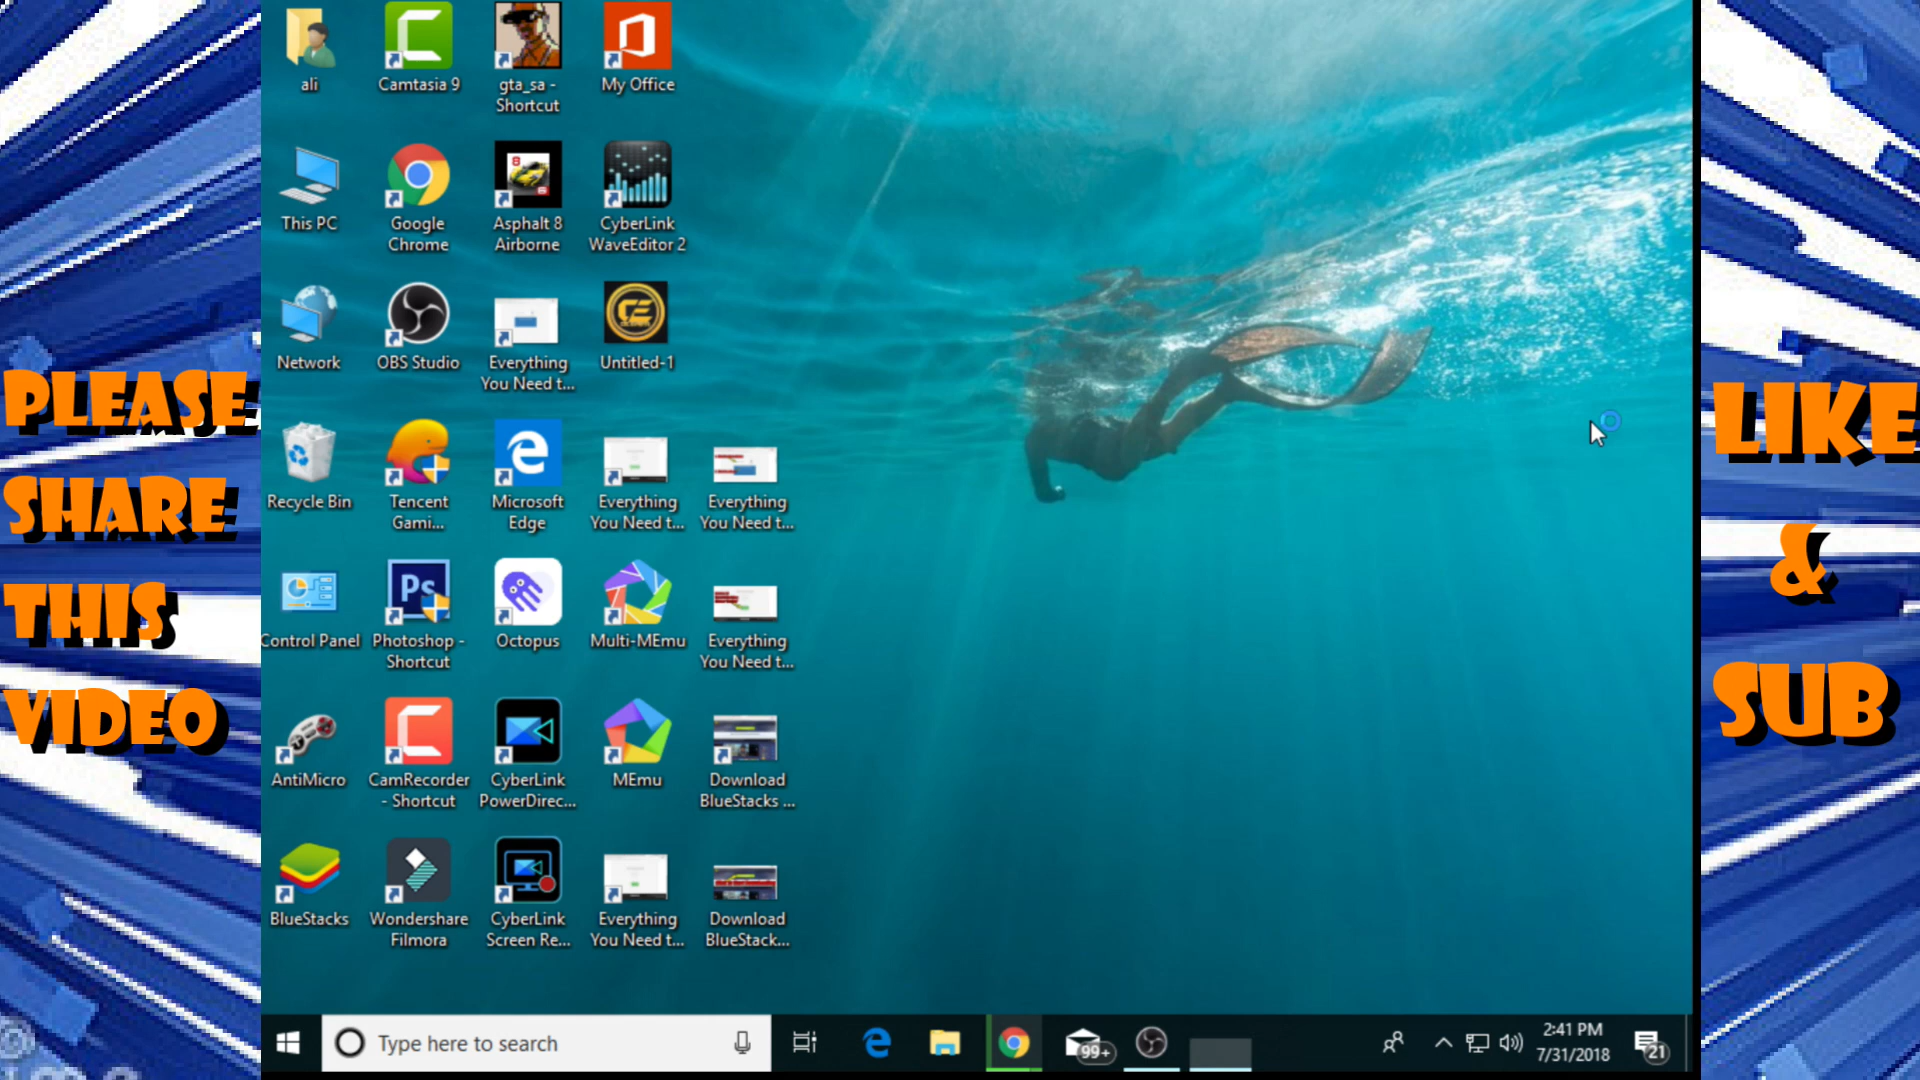 PLEASE
SHARE
THIS
VIDEO
ali
Camtasia 9
gta_sa -
Shortcut
My Office
This PC
Google
Chrome
Asphalt 8
Airborne
CyberLink
WaveEditor 2
Network
OBS Studio
Everything
You Need t...
Untitled-1
Recycle Bin
Tencent
Gami...
Microsoft
Edge
Everything
You Need t...
Everything
You Need t...
Control Panel
Photoshop -
Shortcut
Octopus
Multi-MEmu
Everything
You Need t...
AntiMicro
CamRecorder
- Shortcut
CyberLink
PowerDirec...
MEmu
Download
BlueStacks ...
BlueStacks
Wondershare
Filmora
CyberLink
Screen Re...
Everything
You Need t...
Download
BlueStack...
Type here to search
99+
2:41 PM
7/31/2018
21
LIKE
&
SUB